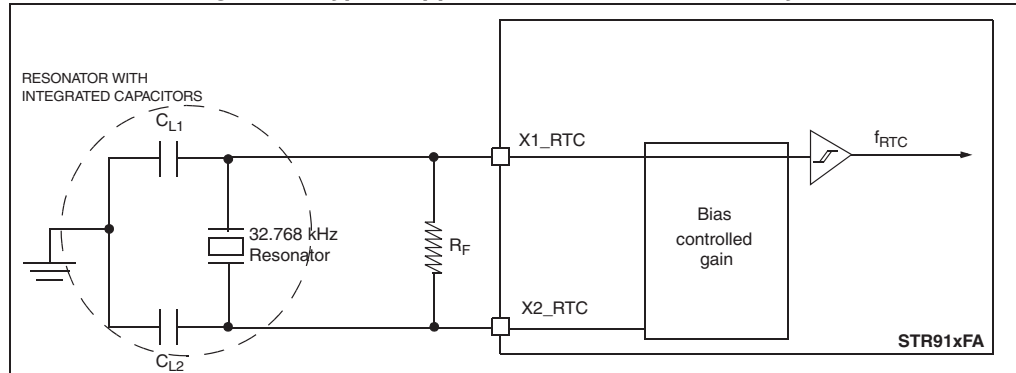 RESONATOR WITH
INTEGRATED CAPACITORS
CL1
X1_RTC
fRTC
32.768 kHz
Resonator
RF
Bias
controlled
gain
X2_RTC
STR91xFA
CL2